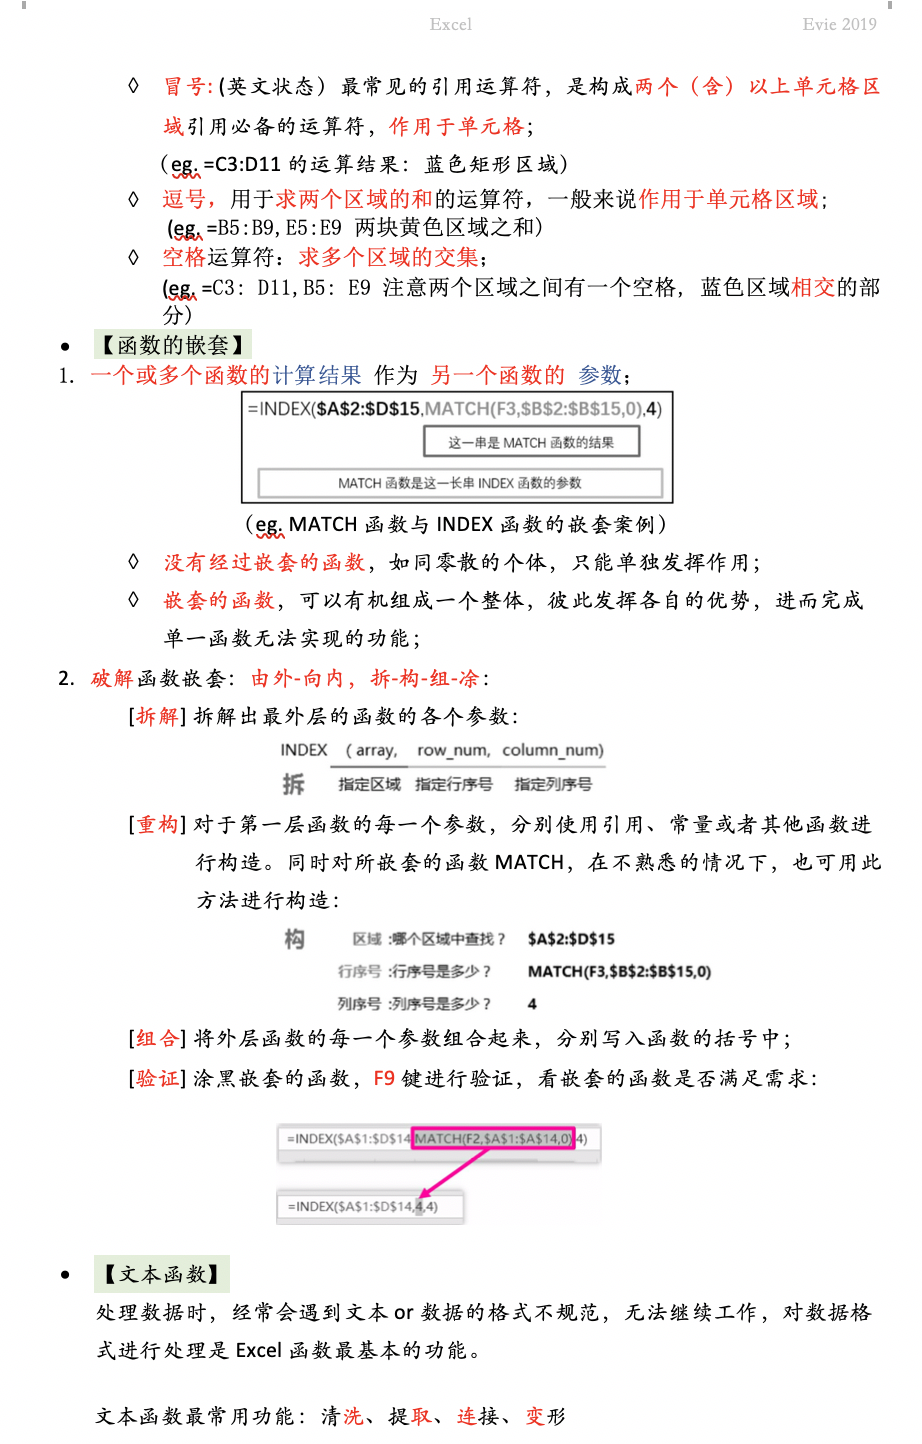 Excel
Evie 2019
◊ 冒号: (英文状态）最常见的引用运算符，是构成两个（含）以上单元格区
域引用必备的运算符，作用于单元格；
（eg. =C3:D11 的运算结果：蓝色矩形区域）
◊ 逗号，用于求两个区域的和的运算符，一般来说作用于单元格区域；
(eg. =B5:B9,E5:E9 两块黄色区域之和）
◊ 空格运算符：求多个区域的交集；
(eg. =C3: D11,B5: E9 注意两个区域之间有一个空格，蓝色区域相交的部
分）
• 【函数的嵌套】
1. 一个或多个函数的计算结果 作为 另一个函数的 参数；
=INDEX($A$2:$D$15,MATCH(F3,$B$2:$B$15,0),4)
这一串是 MATCH 函数的结果
MATCH 函数是这一长串 INDEX 函数的参数
（eg. MATCH 函数与 INDEX 函数的嵌套案例）
◊ 没有经过嵌套的函数，如同零散的个体，只能单独发挥作用；
◊ 嵌套的函数，可以有机组成一个整体，彼此发挥各自的优势，进而完成
单一函数无法实现的功能；
2. 破解函数嵌套：由外-向内，拆-构-组-凃：
[拆解] 拆解出最外层的函数的各个参数：
INDEX ( array, row_num, column_num)
拆 指定区域 指定行序号 指定列序号
[重构] 对于第一层函数的每一个参数，分别使用引用、常量或者其他函数进
行构造。同时对所嵌套的函数 MATCH，在不熟悉的情况下，也可用此
方法进行构造：
构 区域 :哪个区域中查找？ $A$2:$D$15
行序号 :行序号是多少？ MATCH(F3,$B$2:$B$15,0)
列序号 :列序号是多少？ 4
[组合] 将外层函数的每一个参数组合起来，分别写入函数的括号中；
[验证] 涂黑嵌套的函数，F9 键进行验证，看嵌套的函数是否满足需求：
=INDEX($A$1:$D$14,MATCH(F2,$A$1:$A$14,0),4)
=INDEX($A$1:$D$14,4,4)
• 【文本函数】
处理数据时，经常会遇到文本 or 数据的格式不规范，无法继续工作，对数据格
式进行处理是 Excel 函数最基本的功能。
文本函数最常用功能：清洗、提取、连接、变形